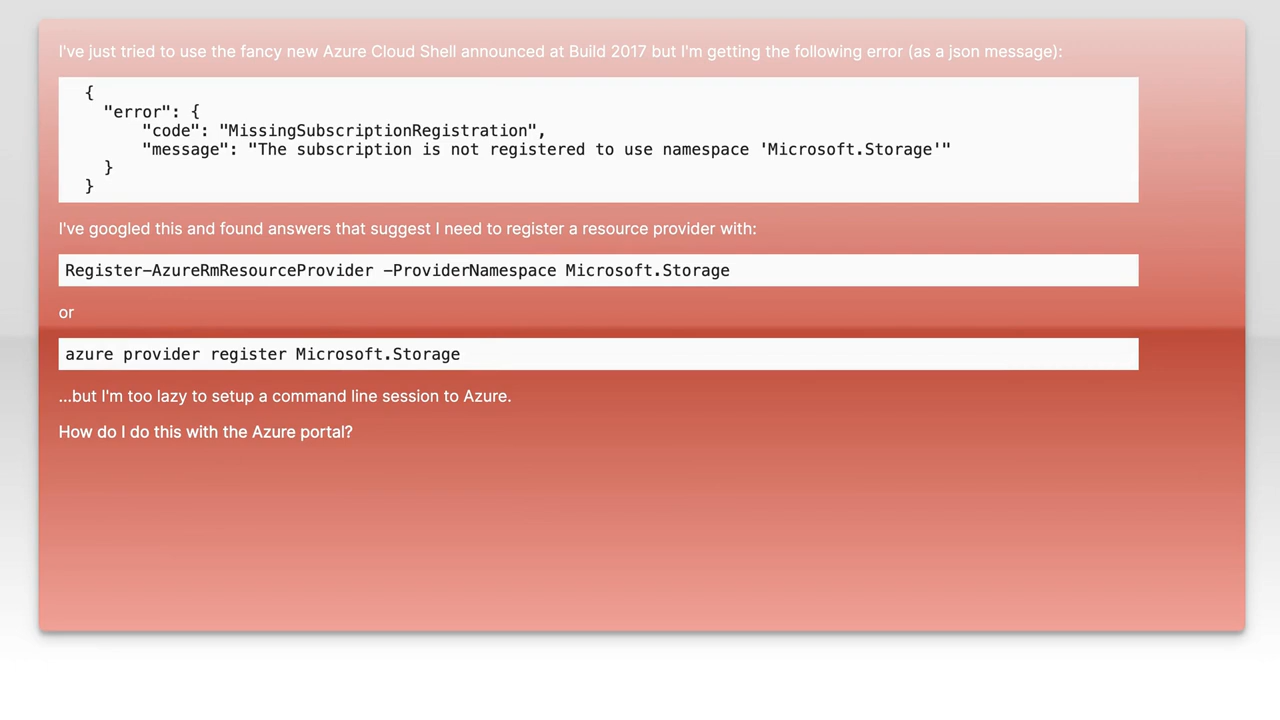 I've just tried to use the fancy new Azure Cloud Shell announced at Build 2017 but I'm getting the following error (as a json message):
{
"error": {
"code": "MissingSubscriptionRegistration",
"message": "The subscription is not registered to use namespace 'Microsoft.Storage'"
}
}
I've googled this and found answers that suggest I need to register a resource provider with:
Register-AzureRmResourceProvider -ProviderNamespace Microsoft.Storage
or
azure provider register Microsoft.Storage
...but I'm too lazy to setup a command line session to Azure.
How do I do this with the Azure portal?